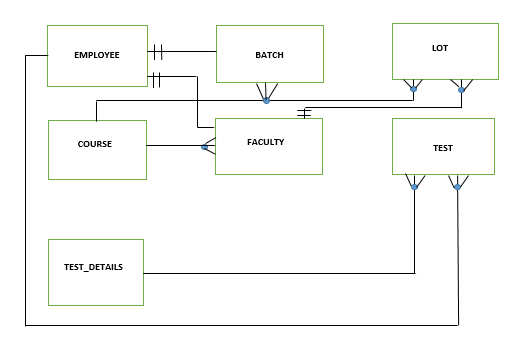 EMPLOYEE
BATCH
LOT
COURSE
FACULTY
TEST
TEST_DETAILS